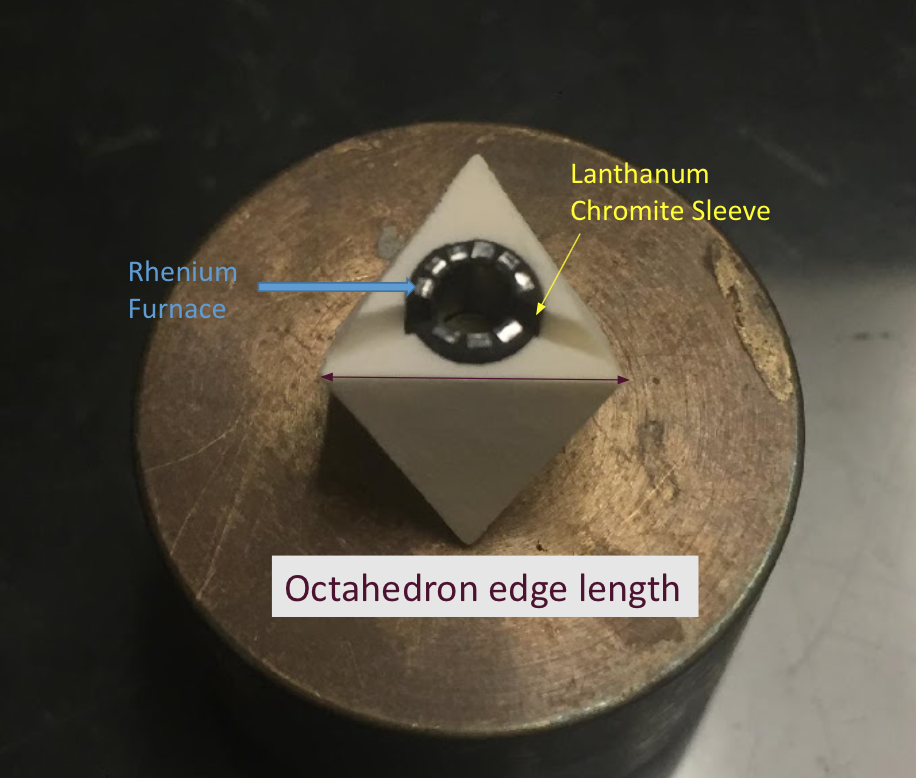 Lanthanum
Chromite Sleeve
Rhenium
Furnace
Octahedron edge length